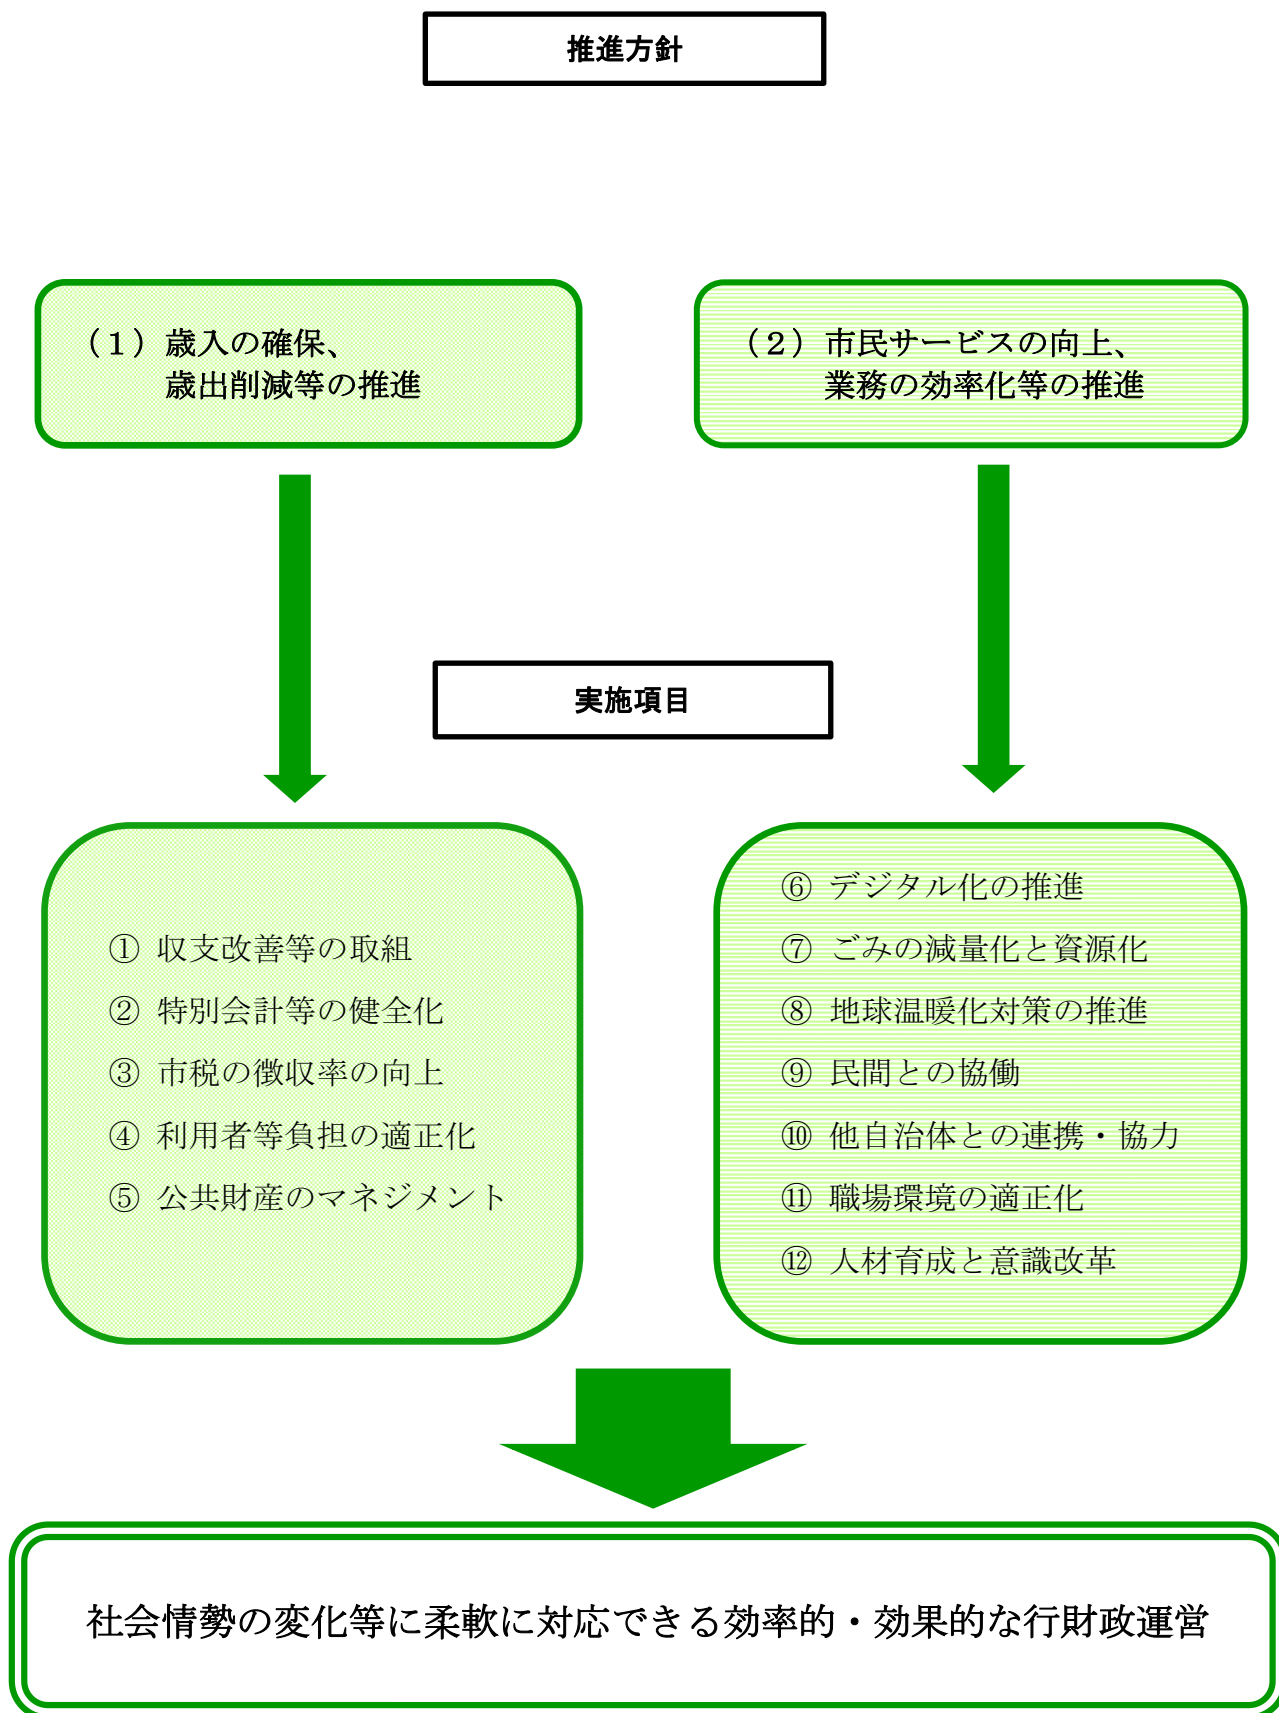 推進方針
（１）歳入の確保、
歳出削減等の推進
（２）市民サービスの向上、
業務の効率化等の推進
実施項目
① 収支改善等の取組
② 特別会計等の健全化
③ 市税の徴収率の向上
④ 利用者等負担の適正化
⑤ 公共財産のマネジメント
⑥ デジタル化の推進
⑦ ごみの減量化と資源化
⑧ 地球温暖化対策の推進
⑨ 民間との協働
⑩ 他自治体との連携・協力
⑪ 職場環境の適正化
⑫ 人材育成と意識改革
社会情勢の変化等に柔軟に対応できる効率的・効果的な行財政運営